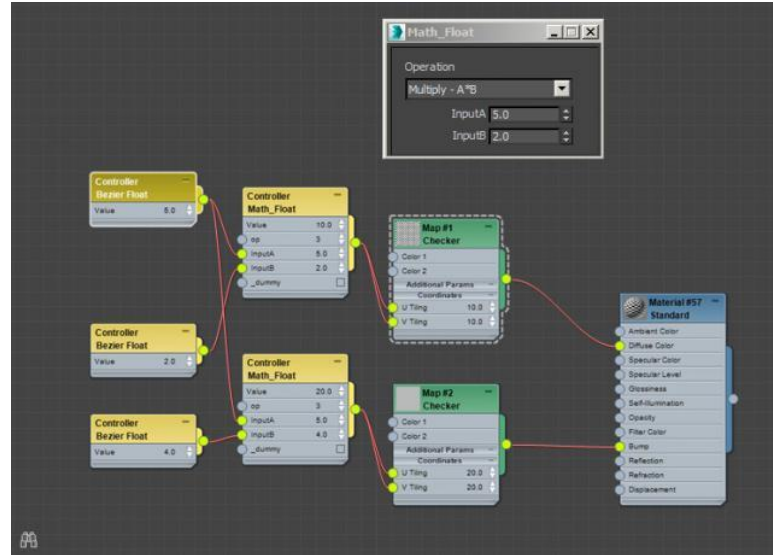 Math_Float
Operation
Multiply - A*B
InputA 5.0
InputB 2.0
Controller
Bezier Float
Value 5.0
Controller
Math_Float
Value 10.0
op 3
InputA 5.0
InputB 2.0
_dummy
Map #1
Checker
Color 1
Color 2
Additional Params
Coordinates
U Tiling 10.0
V Tiling 10.0
Material #57
Standard
Ambient Color
Diffuse Color
Specular Color
Specular Level
Glossiness
Self-Illumination
Opacity
Filter Color
Bump
Reflection
Refraction
Displacement
Controller
Bezier Float
Value 2.0
Controller
Math_Float
Value 20.0
op 3
InputA 5.0
InputB 4.0
_dummy
Map #2
Checker
Color 1
Color 2
Additional Params
Coordinates
U Tiling 20.0
V Tiling 20.0
Controller
Bezier Float
Value 4.0